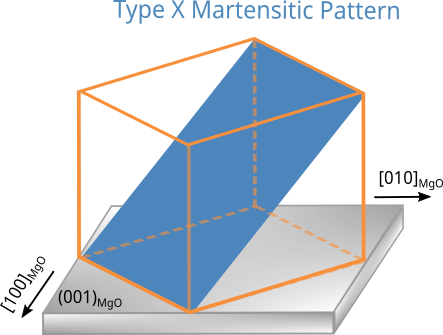 Type X Martensitic Pattern
[010]MgO
[100]MgO
(001)MgO